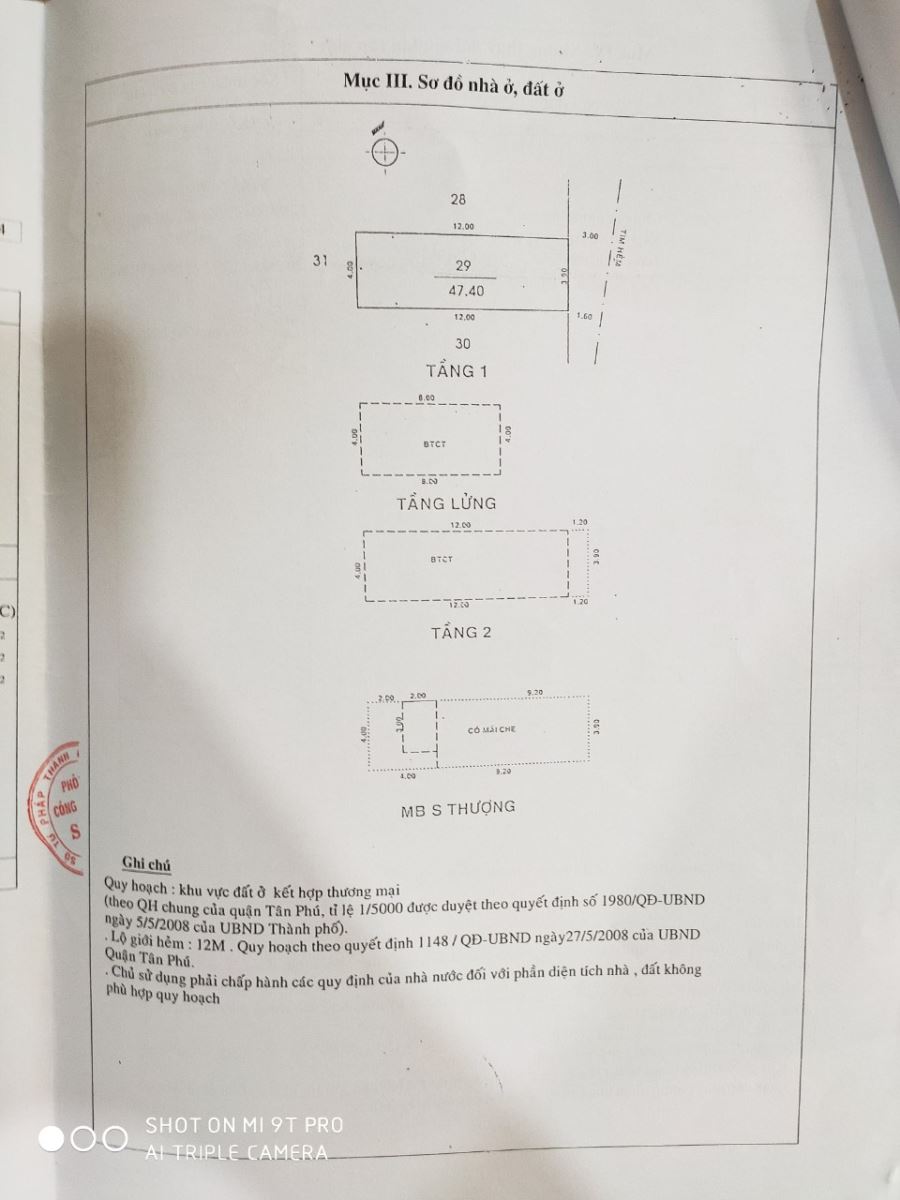 Mục III. Sơ đồ nhà ở, đất ở
28
12.00
3.00
TIM HẺM
31
4.00
29
47,40
3.90
12.00
1.60
30
TẦNG 1
8.00
4.00
BTCT
4.00
8.00
TẦNG LỬNG
12.00
1.20
4.00
BTCT
3.90
12.00
1.20
TẦNG 2
2.00
2.00
9.20
4.00
3.00
CÓ MÁI CHE
3.90
4.00
9.20
MB S THƯỢNG
C)
2
2
2
TƯ PHÁP THÀNH
PHÒ
CÔNG
S
SỞ
Ghi chú
Quy hoạch : khu vực đất ở kết hợp thương mại
(theo QH chung của quận Tân Phú, tỉ lệ 1/5000 được duyệt theo quyết định số 1980/QĐ-UBND
ngày 5/5/2008 của UBND Thành phố).
. Lộ giới hẻm : 12M . Quy hoạch theo quyết định 1148 / QĐ-UBND ngày27/5/2008 của UBND
Quận Tân Phú.
. Chủ sử dụng phải chấp hành các quy định của nhà nước đối với phần diện tích nhà , đất không
phù hợp quy hoạch
SHOT ON MI 9T PRO
AI TRIPLE CAMERA